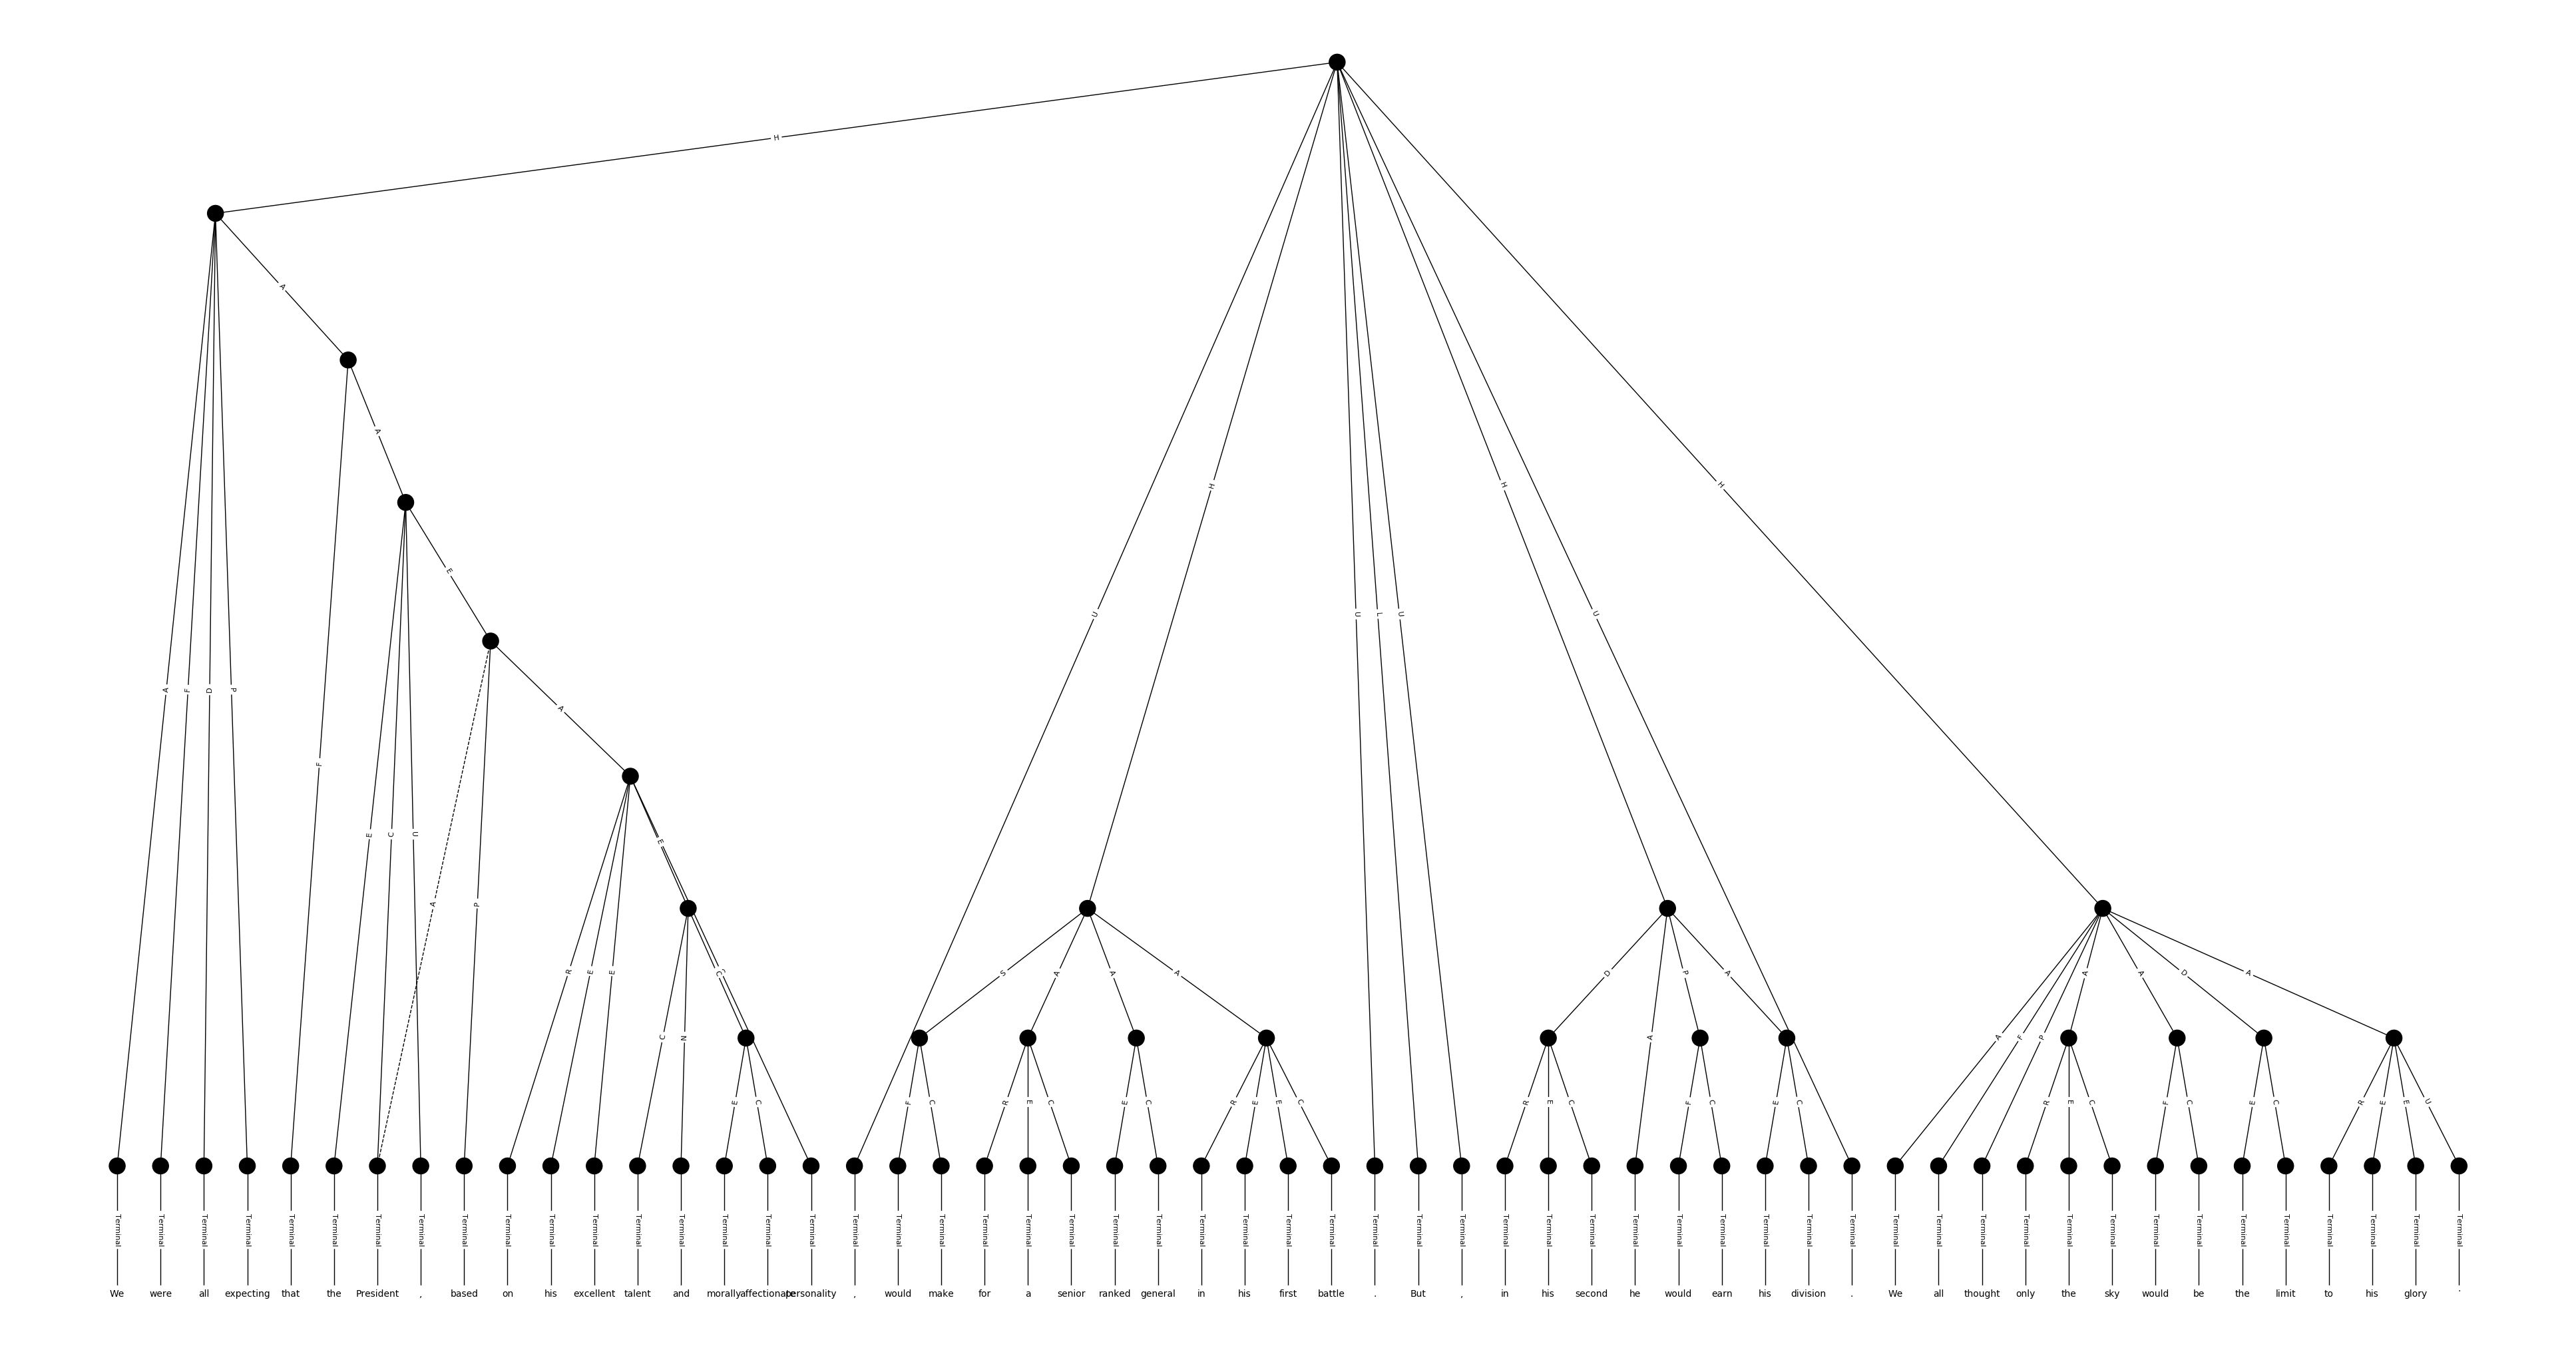 H
A
A
E
A
H
H
H
U
U
L
U
U
A
F
D
P
F
E
C
U
A
P
R
E
E
E
C
C
N
S
A
A
A
D
A
P
A
A
F
P
A
A
D
A
E
C
F
C
R
E
C
E
C
R
E
E
C
R
E
C
F
C
E
C
R
E
C
F
C
E
C
R
E
E
U
Terminal Terminal Terminal Terminal Terminal Terminal Terminal Terminal Terminal Terminal Terminal Terminal Terminal Terminal Terminal Terminal Terminal Terminal Terminal Terminal Terminal Terminal Terminal Terminal Terminal Terminal Terminal Terminal Terminal Terminal Terminal Terminal Terminal Terminal Terminal Terminal Terminal Terminal Terminal Terminal Terminal Terminal Terminal Terminal Terminal Terminal Terminal Terminal Terminal Terminal Terminal Terminal Terminal Terminal Terminal
We were all expecting that the President , based on his excellent talent and morally affectionate personality , would make for a senior ranked general in his first battle . But , in his second he would earn his division . We all thought only the sky would be the limit to his glory .